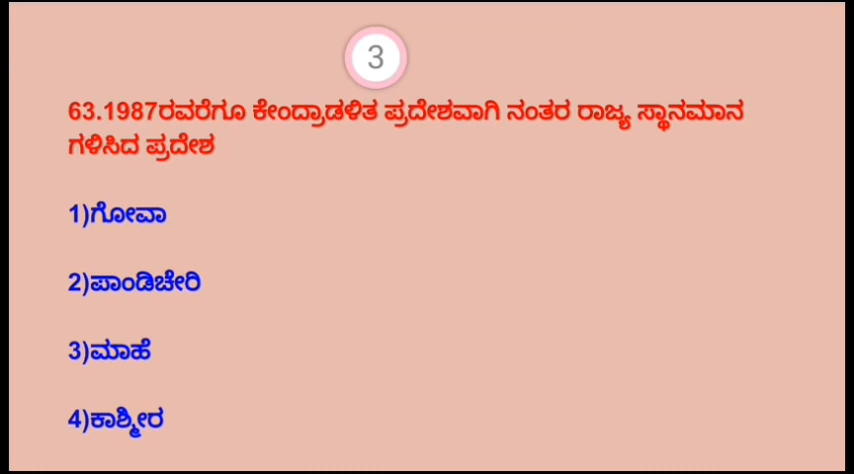 3
63.1987ರವರೆಗೂ ಕೇಂದ್ರಾಡಳಿತ ಪ್ರದೇಶವಾಗಿ ನಂತರ ರಾಜ್ಯ ಸ್ಥಾನಮಾನ
ಗಳಿಸಿದ ಪ್ರದೇಶ
1)ಗೋವಾ
2)ಪಾಂಡಿಚೇರಿ
3)ಮಾಹೆ
4)ಕಾಶ್ಮೀರ